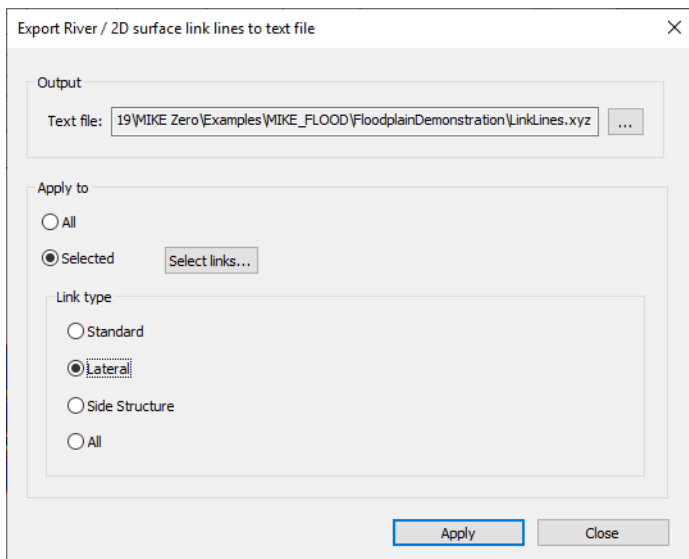 Export River / 2D surface link lines to text file
Output
Text file: 19\MIKE Zero\Examples\MIKE_FLOOD\FloodplainDemonstration\LinkLines.xyz ...
Apply to
All
Selected Select links...
Link type
Standard
Lateral
Side Structure
All
Apply Close